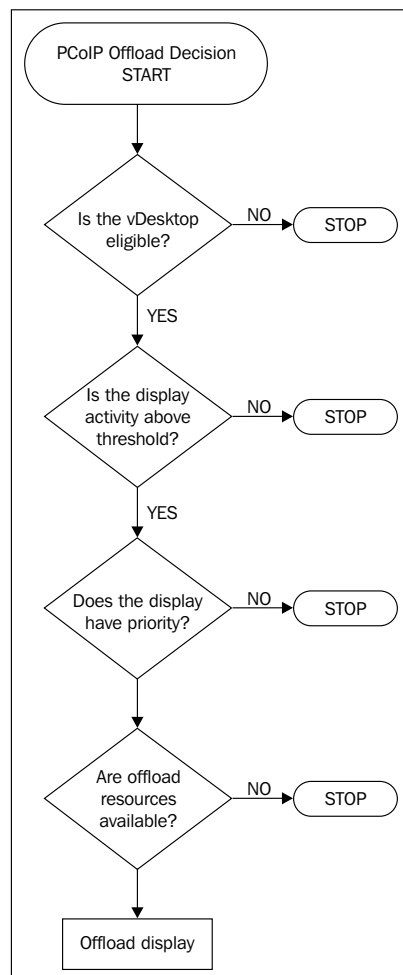 PCoIP Offload Decision
START
Is the vDesktop
eligible?
NO
STOP
YES
Is the display
activity above
threshold?
NO
STOP
YES
Does the display
have priority?
NO
STOP
Are offload
resources
available?
NO
STOP
Offload display